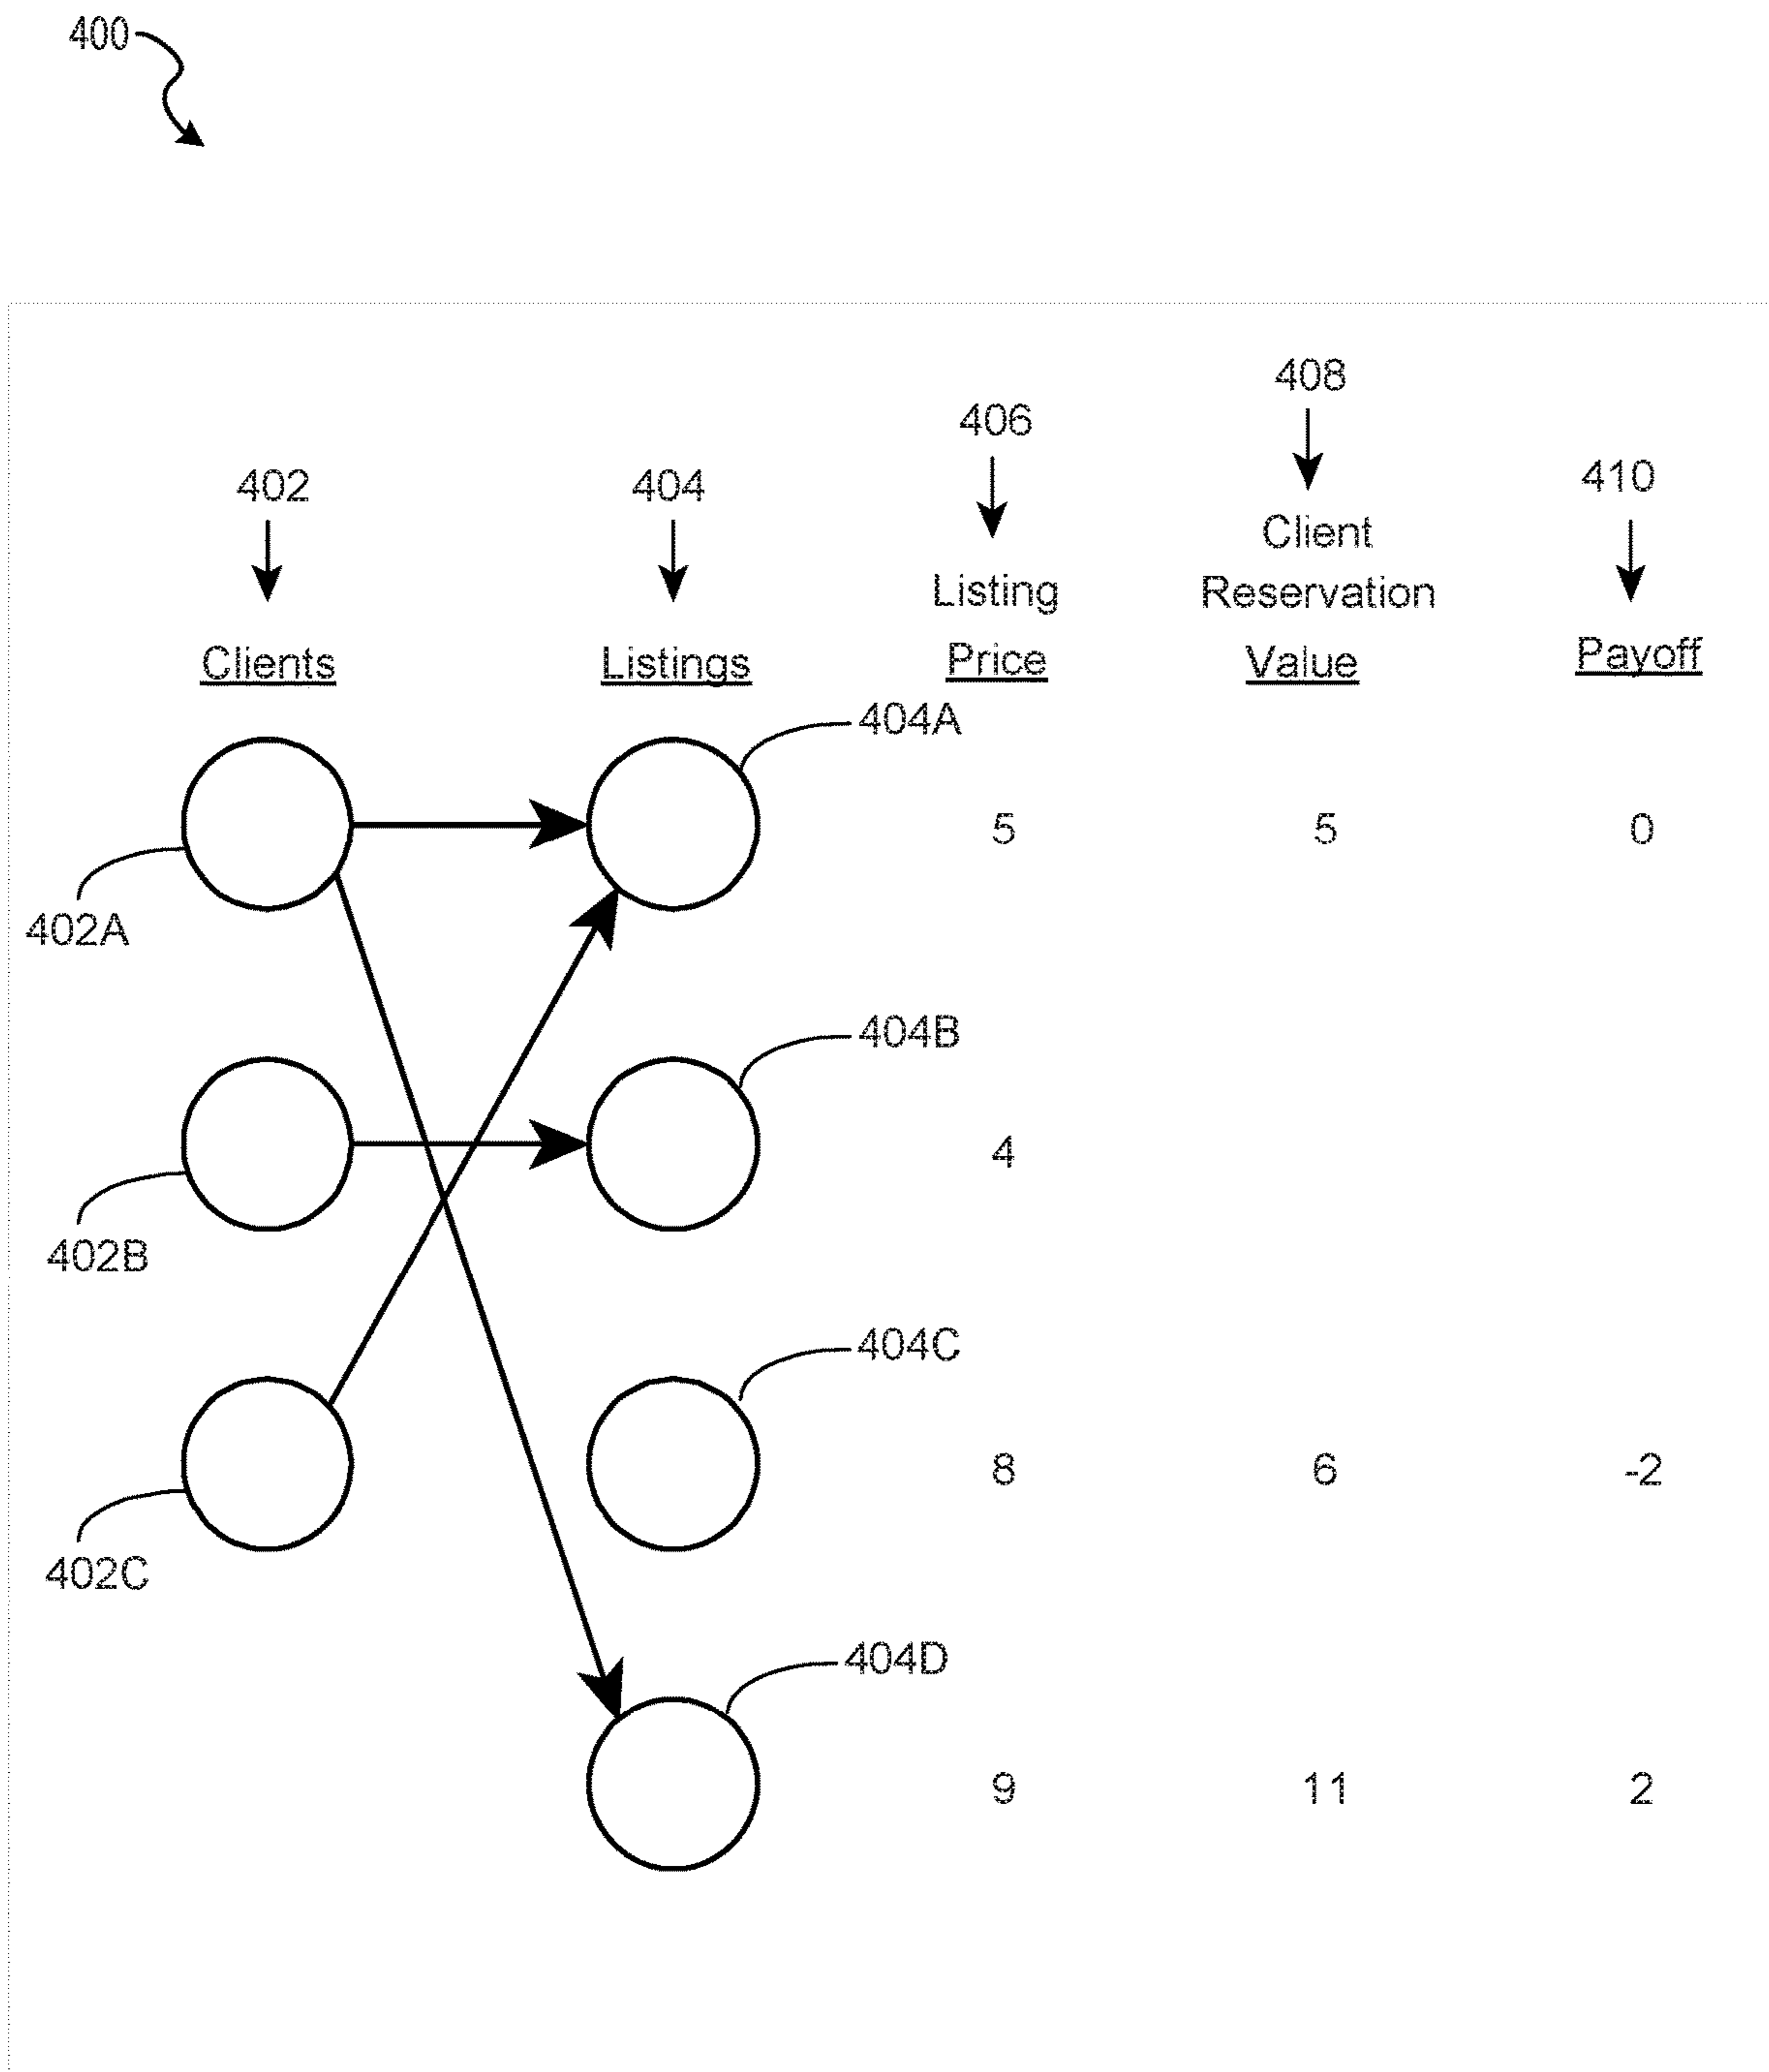 400
408
406
402 404 410
Client
Listing Reservation
Clients Listings Price Value Payoff
404A
5 5 0
402A
404B
4
402B
404C
8 6 -2
402C
404D
9 11 2